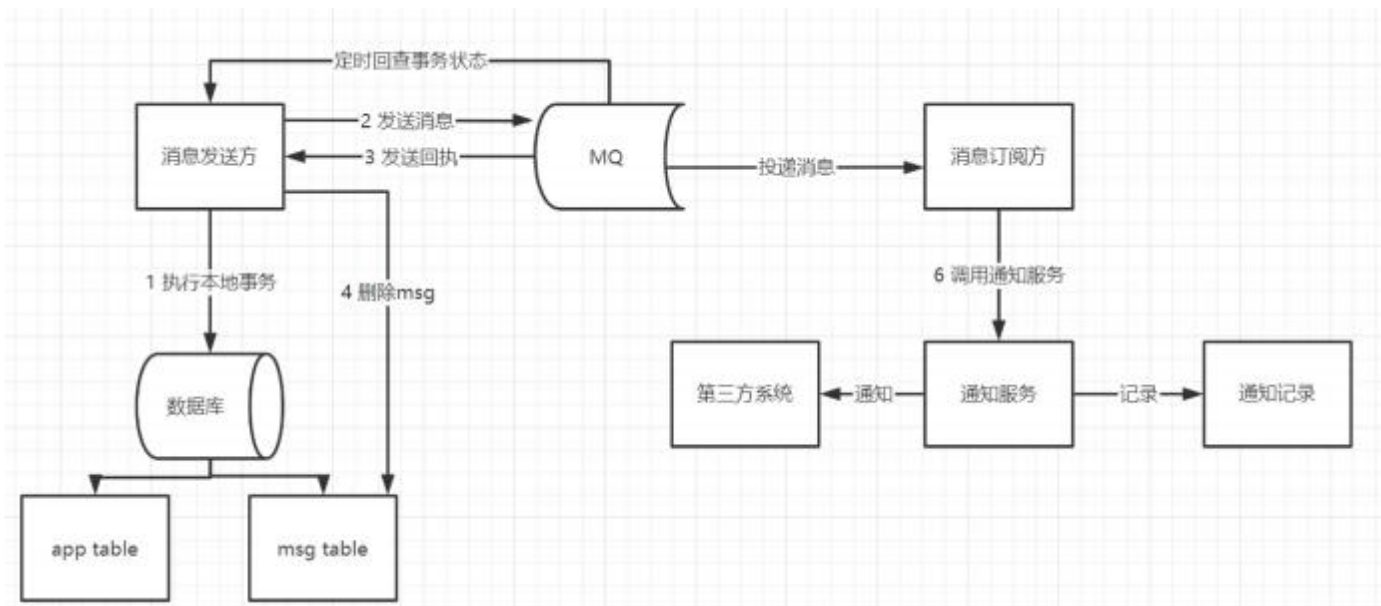 定时回查事务状态
消息发送方
2 发送消息
3 发送回执
MQ
投递消息
消息订阅方
1 执行本地事务
4 删除msg
6 调用通知服务
数据库
第三方系统
通知
通知服务
记录
通知记录
app table
msg table